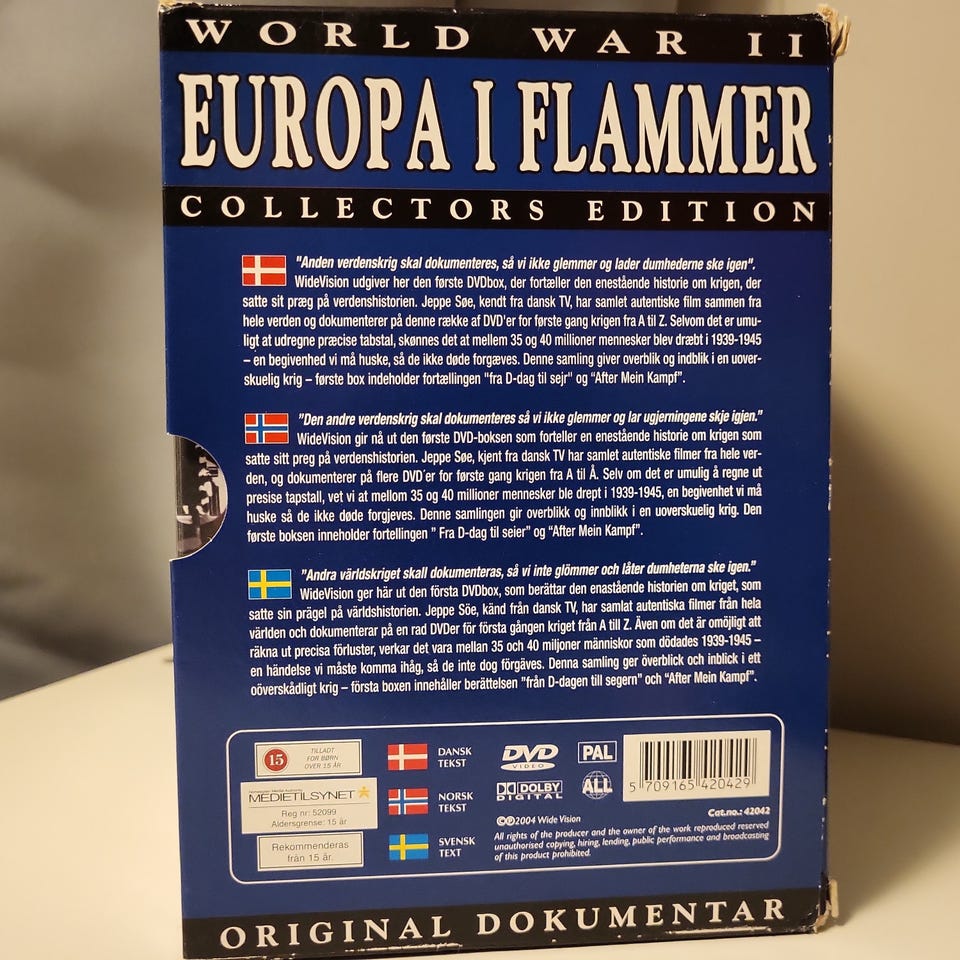 WORLD WAR II
EUROPA I FLAMMER
COLLECTORS EDITION
"Anden verdenskrig skal dokumenteres, så vi ikke glemmer og lader dumhederne ske igen".
WideVision udgiver her den første DVDbox, der fortæller den enestående historie om krigen, der
satte sit præg på verdenshistorien. Jeppe Søe, kendt fra dansk TV, har samlet autentiske film sammen fra
hele verden og dokumenterer på denne række af DVD'er for første gang krigen fra A til Z. Selvom det er umu-
ligt at udregne præcise tabstal, skønnes det at mellem 35 og 40 millioner mennesker blev dræbt i 1939-1945
– en begivenhed vi må huske, så de ikke døde forgæves. Denne samling giver overblik og indblik i en uover-
skuelig krig – første box indeholder fortællingen "fra D-dag til sejr" og "After Mein Kampf".
"Den andre verdenskrig skal dokumenteres så vi ikke glemmer og lar ugjerningene skje igjen."
WideVision gir nå ut den første DVD-boksen som forteller en enestående historie om krigen som
satte sitt preg på verdenshistorien. Jeppe Søe, kjent fra dansk TV har samlet autentiske filmer fra hele ver-
den, og dokumenterer på flere DVD´er for første gang krigen fra A til Å. Selv om det er umulig å regne ut
presise tapstall, vet vi at mellom 35 og 40 millioner mennesker ble drept i 1939-1945, en begivenhet vi må
huske så de ikke døde forgjeves. Denne samlingen gir overblikk og innblikk i en uoverskuelig krig. Den
første boksen inneholder fortellingen " Fra D-dag til seier" og "After Mein Kampf".
"Andra världskriget skall dokumenteras, så vi inte glömmer och låter dumheterna ske igen."
WideVision ger här ut den första DVDbox, som berättar den enastående historien om kriget, som
satte sin prägel på världshistorien. Jeppe Söe, känd från dansk TV, har samlat autentiska filmer från hela
världen och dokumenterar på en rad DVDer för första gången kriget från A till Z. Även om det er omöjligt att
räkna ut precisa förluster, verkar det vara mellan 35 och 40 miljoner människor som dödades 1939-1945 –
en händelse vi måste komma ihåg, så de inte dog förgäves. Denna samling ger överblick och inblick i ett
oöverskådligt krig – första boxen innehåller berättelsen "från D-dagen till segern" och "After Mein Kampf".
15
TILLADT
FOR BØRN
OVER 15 ÅR
MEDIETILSYNET
Reg nr: 52099
Aldersgrense: 15 år
Rekommenderas
från 15 år.
DANSK
TEKST
NORSK
TEKST
SVENSK
TEXT
DVD
VIDEO
PAL
DOLBY
DIGITAL
ALL
5 709165 420429
Cat.no.: 42042
©℗2004 Wide Vision
All rights of the producer and the owner of the work reproduced reserved
unauthorised copying, hiring, lending, public performance and broadcasting
of this product prohibited.
ORIGINAL DOKUMENTAR